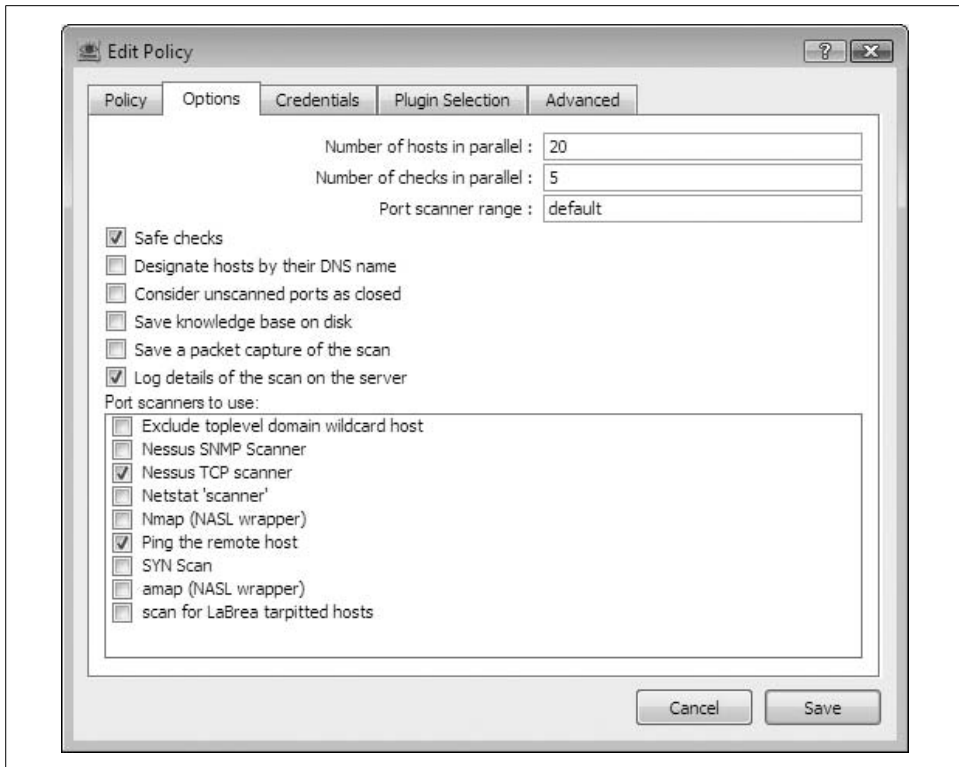 Edit Policy
Policy Options Credentials Plugin Selection Advanced
Number of hosts in parallel : 20
Number of checks in parallel : 5
Port scanner range : default
Safe checks
Designate hosts by their DNS name
Consider unscanned ports as closed
Save knowledge base on disk
Save a packet capture of the scan
Log details of the scan on the server
Port scanners to use:
Exclude toplevel domain wildcard host
Nessus SNMP Scanner
Nessus TCP scanner
Netstat 'scanner'
Nmap (NASL wrapper)
Ping the remote host
SYN Scan
amap (NASL wrapper)
scan for LaBrea tarpitted hosts
Cancel Save